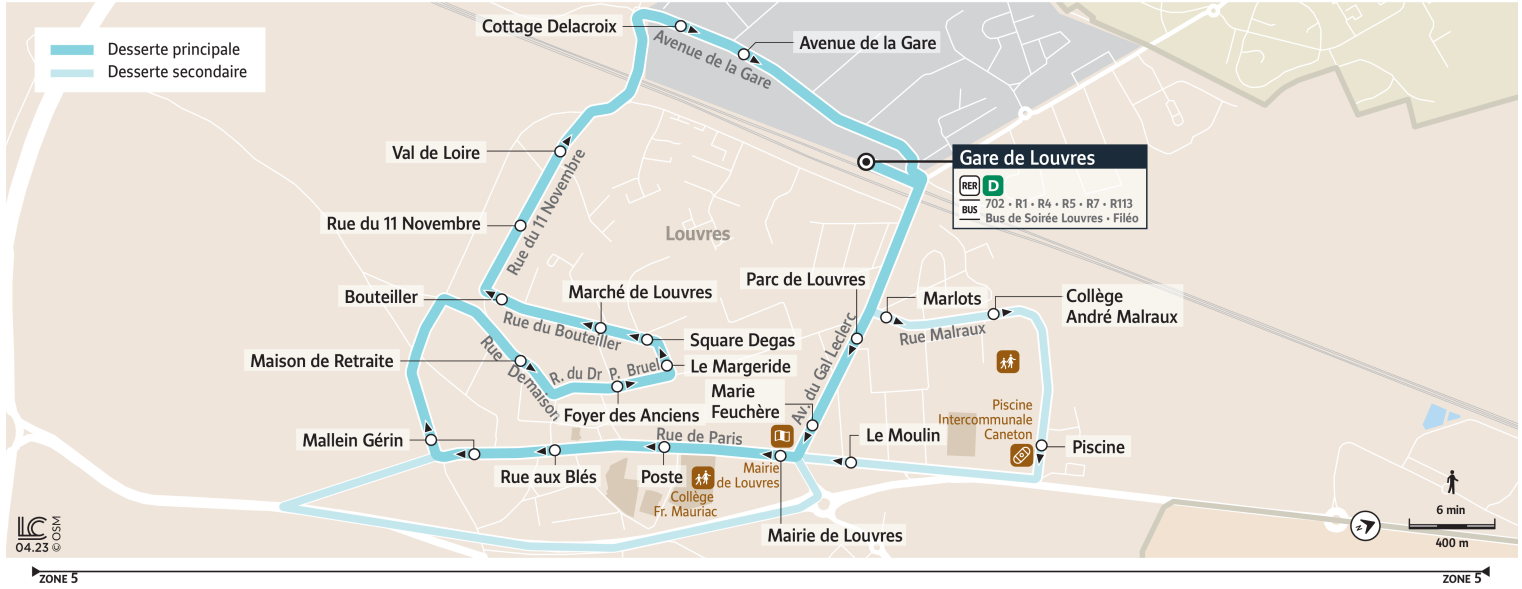 Desserte principale
Desserte secondaire
Cottage Delacroix
Avenue de la Gare
Avenue de la Gare
Val de Loire
Rue du 11 Novembre
Rue du 11 Novembre
Louvres
Gare de Louvres
RER D
BUS
702 • R1 • R4 • R5 • R7 • R113
Bus de Soirée Louvres • Filéo
Parc de Louvres
Marlots
Collège
André Malraux
Rue Malraux
Av. du Gal Leclerc
Bouteiller
Marché de Louvres
Rue du Bouteiller
Square Degas
Maison de Retraite
Rue Demaison
R. du Dr P. Bruel
Le Margeride
Foyer des Anciens
Marie
Feuchère
Piscine
Intercommunale
Caneton
Piscine
Le Moulin
Mallein Gérin
Rue de Paris
Rue aux Blés
Poste
Mairie
de Louvres
Collège
Fr. Mauriac
Mairie de Louvres
LC
04.23 © OSM
N
6 min
400 m
ZONE 5
ZONE 5